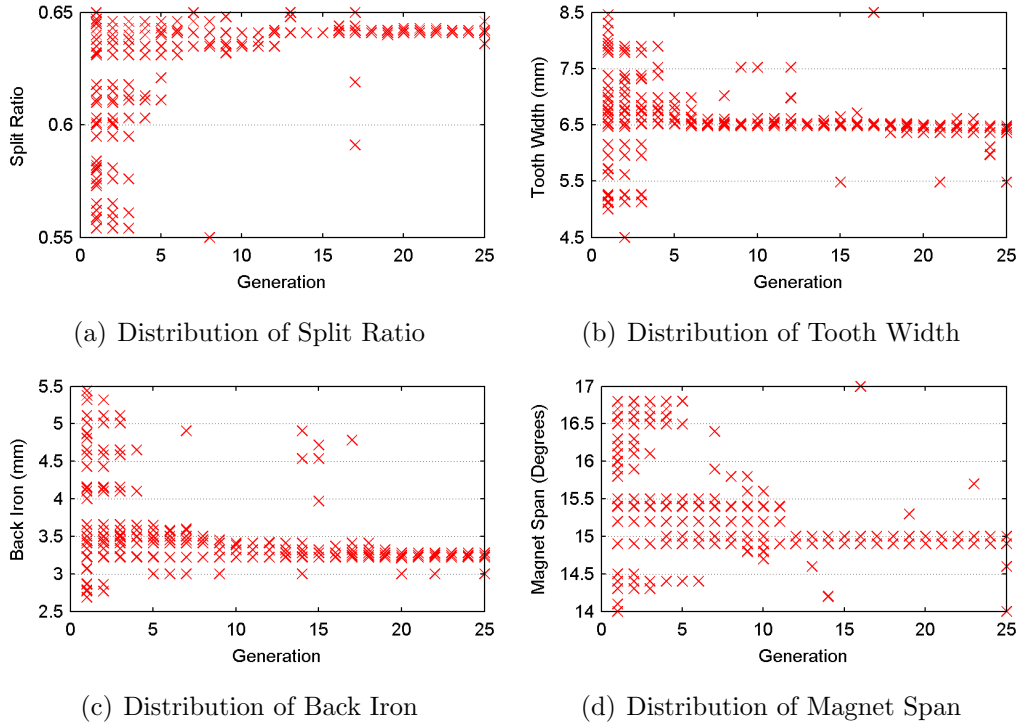 0.65
0.6
0.55
Split Ratio
0 5 10 15 20 25
Generation
(a) Distribution of Split Ratio
8.5
7.5
6.5
5.5
4.5
Tooth Width (mm)
0 5 10 15 20 25
Generation
(b) Distribution of Tooth Width
5.5
5
4.5
4
3.5
3
2.5
Back Iron (mm)
0 5 10 15 20 25
Generation
(c) Distribution of Back Iron
17
16.5
16
15.5
15
14.5
14
Magnet Span (Degrees)
0 5 10 15 20 25
Generation
(d) Distribution of Magnet Span